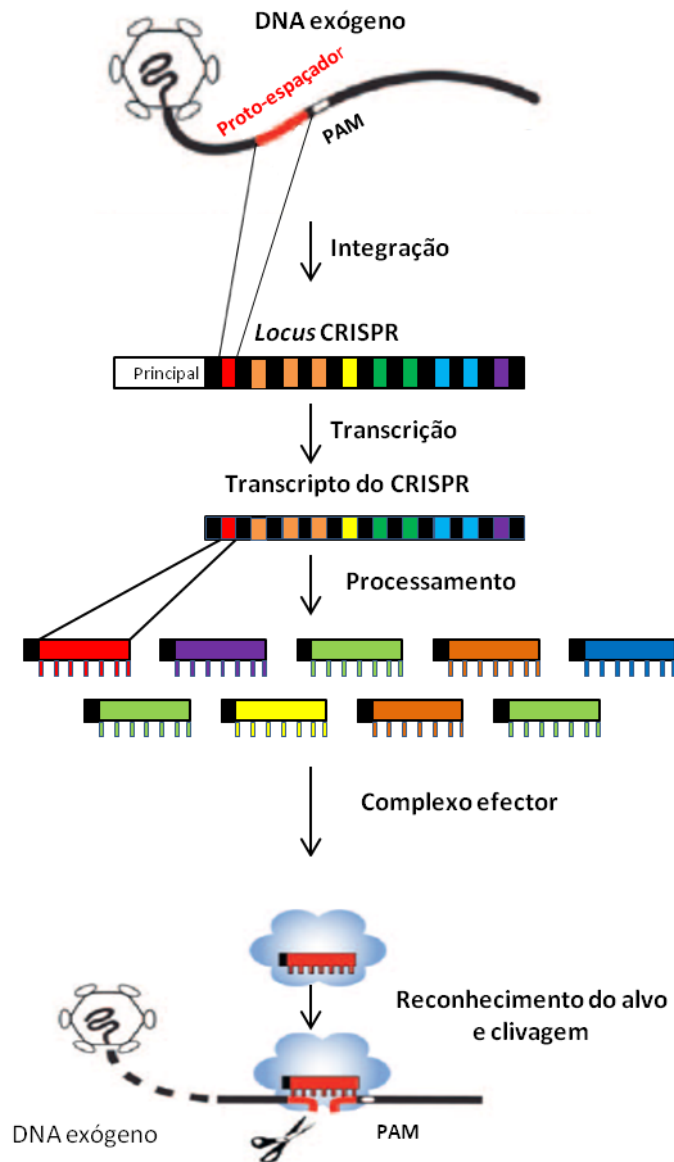 DNA exógeno
Proto-espaçador
PAM
Integração
Locus CRISPR
Principal
Transcrição
Transcripto do CRISPR
Processamento
Complexo efector
Reconhecimento do alvo
e clivagem
DNA exógeno
PAM